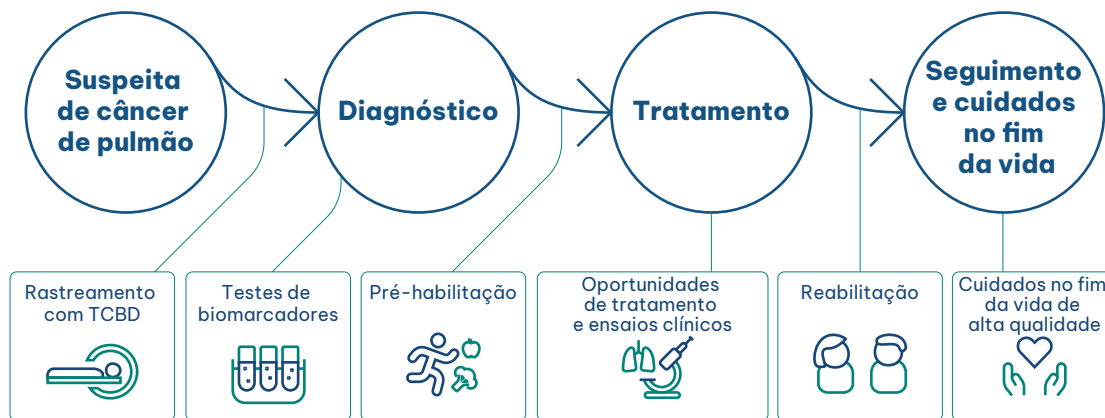 Suspeita
de câncer
de pulmão
Diagnóstico
Tratamento
Seguimento
e cuidados
no fim
da vida
Rastreamento
com TCBD
Testes de
biomarcadores
Pré-habilitação
Oportunidades
de tratamento
e ensaios clínicos
Reabilitação
Cuidados no fim
da vida de
alta qualidade